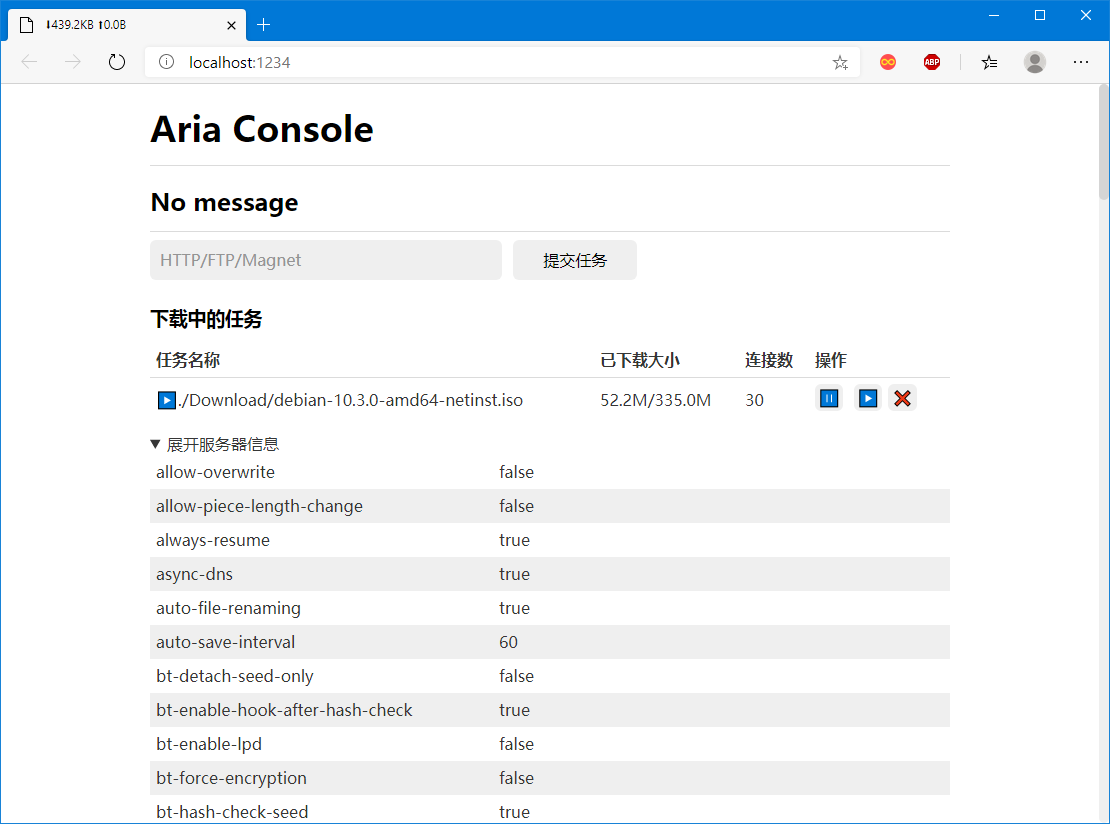 ⬇439.2KB ⬆0.0B
localhost:1234
ABP
Aria Console
No message
HTTP/FTP/Magnet 提交任务
下载中的任务
任务名称 已下载大小 连接数 操作
./Download/debian-10.3.0-amd64-netinst.iso 52.2M/335.0M 30
▼ 展开服务器信息
allow-overwrite false
allow-piece-length-change false
always-resume true
async-dns true
auto-file-renaming true
auto-save-interval 60
bt-detach-seed-only false
bt-enable-hook-after-hash-check true
bt-enable-lpd false
bt-force-encryption false
bt-hash-check-seed true